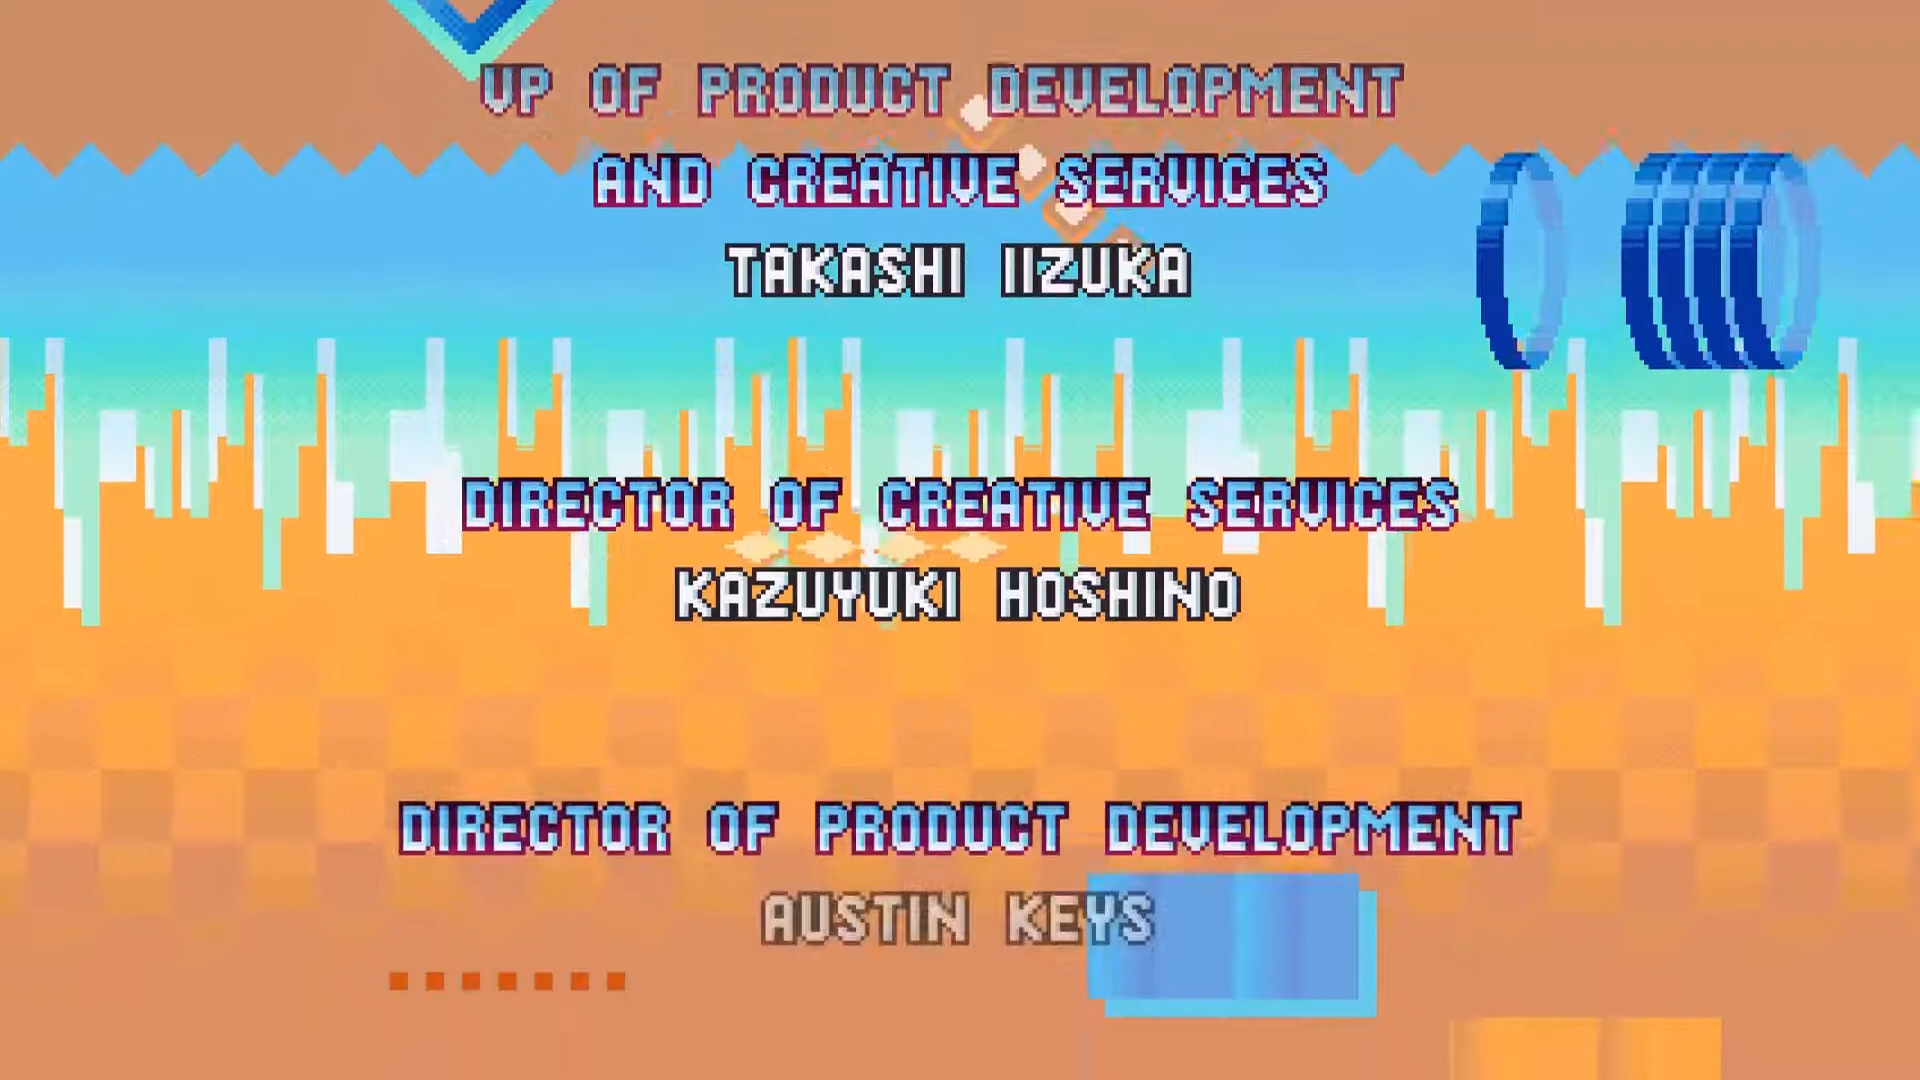 VP OF PRODUCT DEVELOPMENT
AND CREATIVE SERVICES
TAKASHI IIZUKA
DIRECTOR OF CREATIVE SERVICES
KAZUYUKI HOSHINO
DIRECTOR OF PRODUCT DEVELOPMENT
AUSTIN KEYS